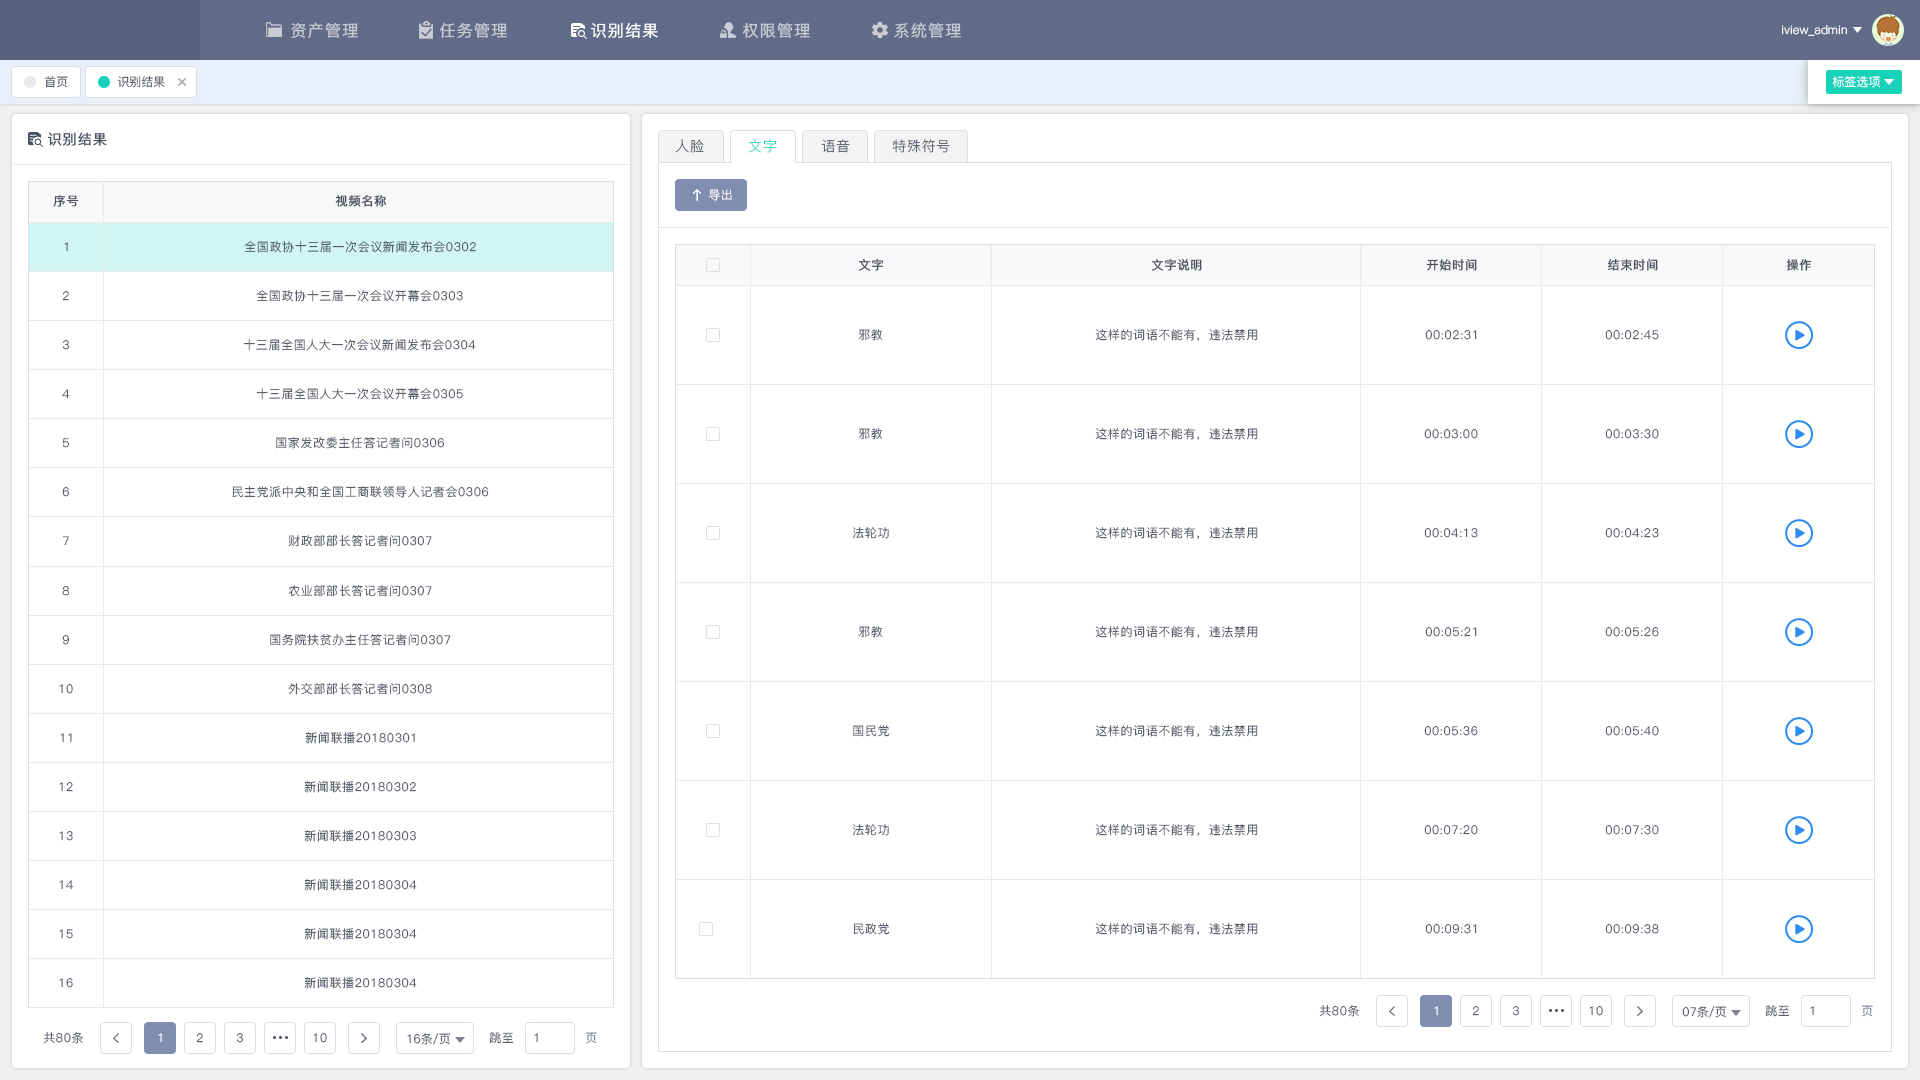 资产管理 任务管理 识别结果 权限管理 系统管理 iview_admin
首页 识别结果 标签选项
识别结果
序号 视频名称
1 全国政协十三届一次会议新闻发布会0302
2 全国政协十三届一次会议开幕会0303
3 十三届全国人大一次会议新闻发布会0304
4 十三届全国人大一次会议开幕会0305
5 国家发改委主任答记者问0306
6 民主党派中央和全国工商联领导人记者会0306
7 财政部部长答记者问0307
8 农业部部长答记者问0307
9 国务院扶贫办主任答记者问0307
10 外交部部长答记者问0308
11 新闻联播20180301
12 新闻联播20180302
13 新闻联播20180303
14 新闻联播20180304
15 新闻联播20180304
16 新闻联播20180304
共80条 1 2 3 ··· 10 16条/页 跳至 1 页
人脸 文字 语音 特殊符号
导出
文字 文字说明 开始时间 结束时间 操作
邪教 这样的词语不能有，违法禁用 00:02:31 00:02:45
邪教 这样的词语不能有，违法禁用 00:03:00 00:03:30
法轮功 这样的词语不能有，违法禁用 00:04:13 00:04:23
邪教 这样的词语不能有，违法禁用 00:05:21 00:05:26
国民党 这样的词语不能有，违法禁用 00:05:36 00:05:40
法轮功 这样的词语不能有，违法禁用 00:07:20 00:07:30
民政党 这样的词语不能有，违法禁用 00:09:31 00:09:38
共80条 1 2 3 ··· 10 07条/页 跳至 1 页